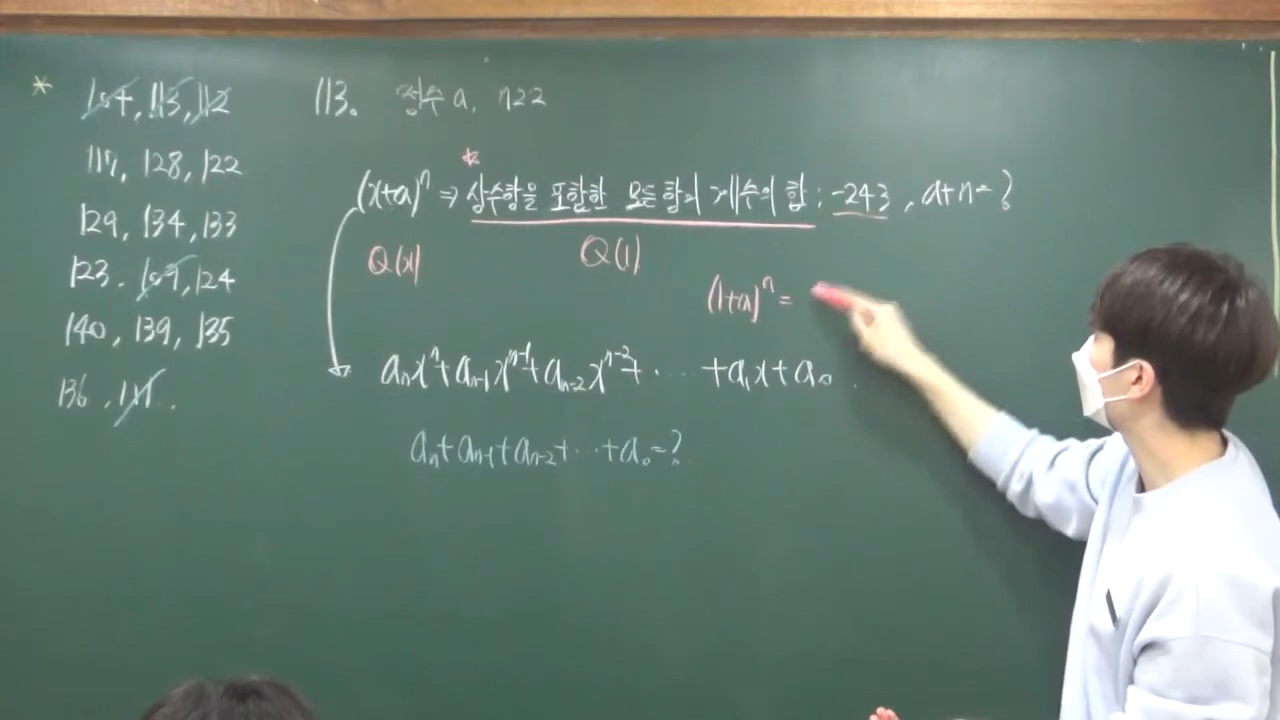 * 104, 113, 112
117, 128, 122
129, 134, 133
123. 109, 124
140, 139, 135
136, 111.
113. 정수 a, n≥2
(x+a)ⁿ ⇒ 상수항을 포함한 모든 항의 계수의 합 : -243, a+n=?
Q(x) Q(1)
(1+a)ⁿ =
aₙxⁿ+aₙ₋₁xⁿ⁻¹+aₙ₋₂xⁿ⁻²+ ··· +a₁x+a₀
aₙ+aₙ₋₁+aₙ₋₂+···+a₀=?